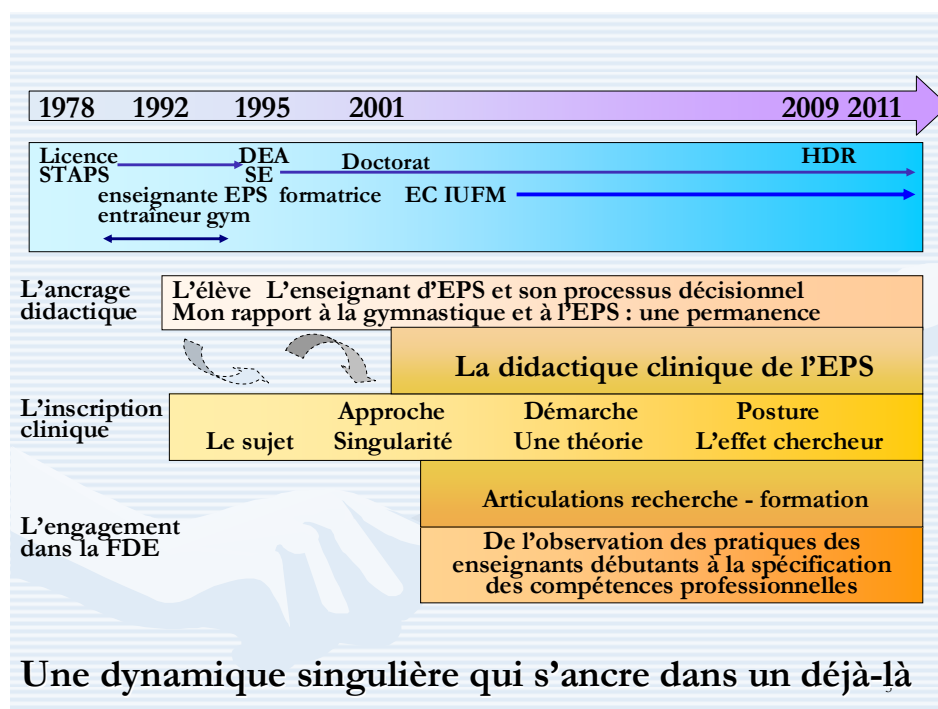 1978 1992 1995 2001 2009 2011
Licence DEA Doctorat HDR
STAPS SE
enseignante EPS formatrice EC IUFM
entraîneur gym
L'ancrage
didactique
L'élève L'enseignant d'EPS et son processus décisionnel
Mon rapport à la gymnastique et à l'EPS : une permanence
La didactique clinique de l'EPS
L'inscription
clinique
Approche Démarche Posture
Le sujet Singularité Une théorie L'effet chercheur
Articulations recherche - formation
L'engagement
dans la FDE
De l'observation des pratiques des
enseignants débutants à la spécification
des compétences professionnelles
Une dynamique singulière qui s'ancre dans un déjà-là